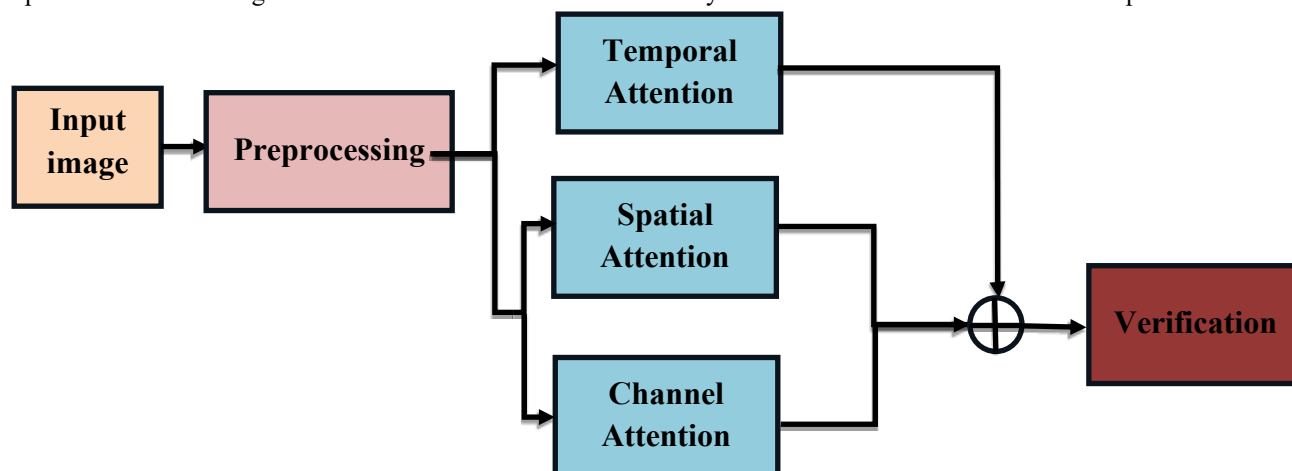 Temporal
Attention
Input
image
Preprocessing
Spatial
Attention
Verification
Channel
Attention